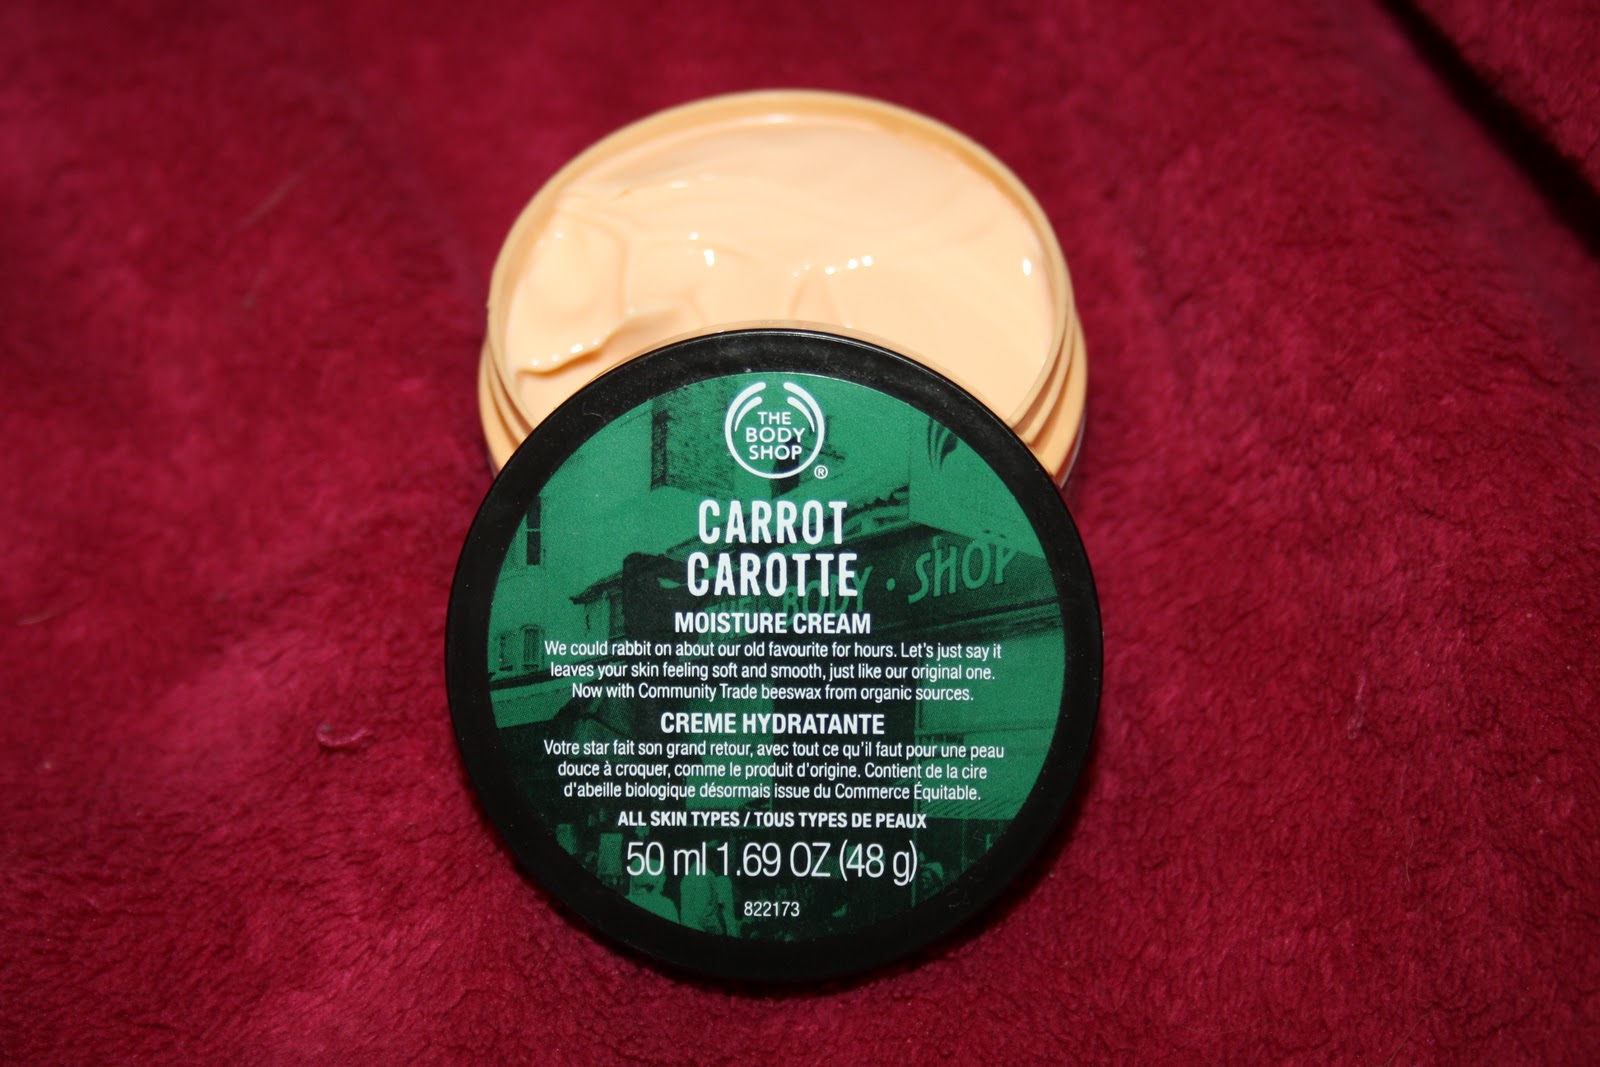 THE
BODY
SHOP
®
CARROT
CAROTTE
THE · BODY · SHOP
MOISTURE CREAM
We could rabbit on about our old favourite for hours. Let's just say it
leaves your skin feeling soft and smooth, just like our original one.
Now with Community Trade beeswax from organic sources.
CREME HYDRATANTE
Votre star fait son grand retour, avec tout ce qu'il faut pour une peau
douce à croquer, comme le produit d'origine. Contient de la cire
d'abeille biologique désormais issue du Commerce Équitable.
ALL SKIN TYPES / TOUS TYPES DE PEAUX
50 ml 1.69 OZ (48 g)
822173